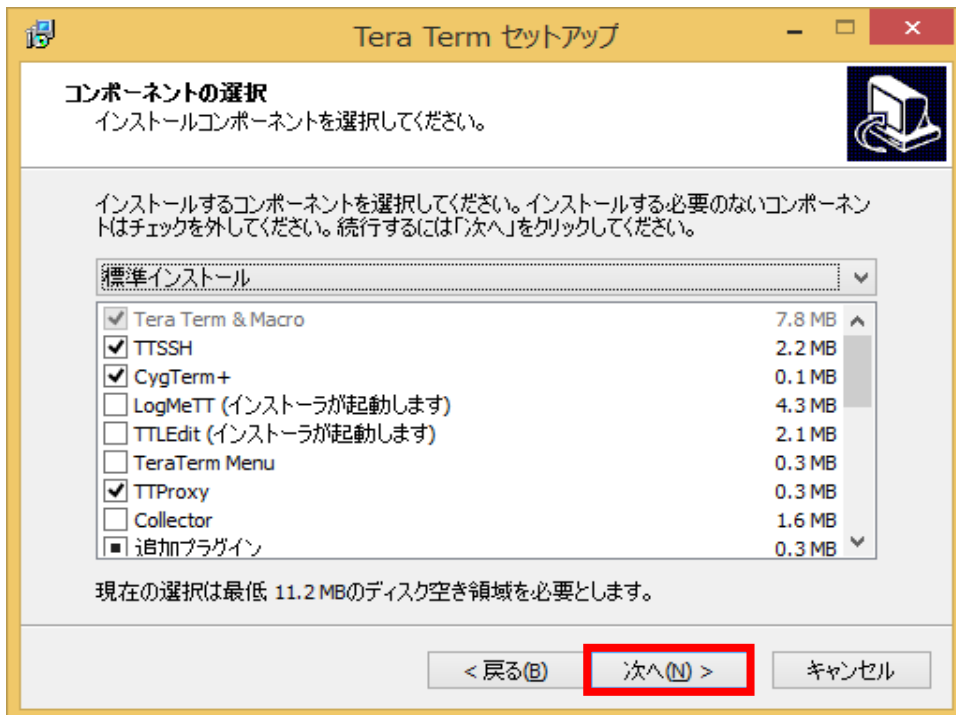 Tera Term セットアップ
コンポーネントの選択
インストールコンポーネントを選択してください。
インストールするコンポーネントを選択してください。インストールする必要のないコンポーネン
トはチェックを外してください。続行するには「次へ」をクリックしてください。
標準インストール
Tera Term & Macro 7.8 MB
TTSSH 2.2 MB
CygTerm+ 0.1 MB
LogMeTT (インストーラが起動します) 4.3 MB
TTLEdit (インストーラが起動します) 2.1 MB
TeraTerm Menu 0.3 MB
TTProxy 0.3 MB
Collector 1.6 MB
追加プラグイン 0.3 MB
現在の選択は最低 11.2 MBのディスク空き領域を必要とします。
< 戻る(B) 次へ(N) > キャンセル